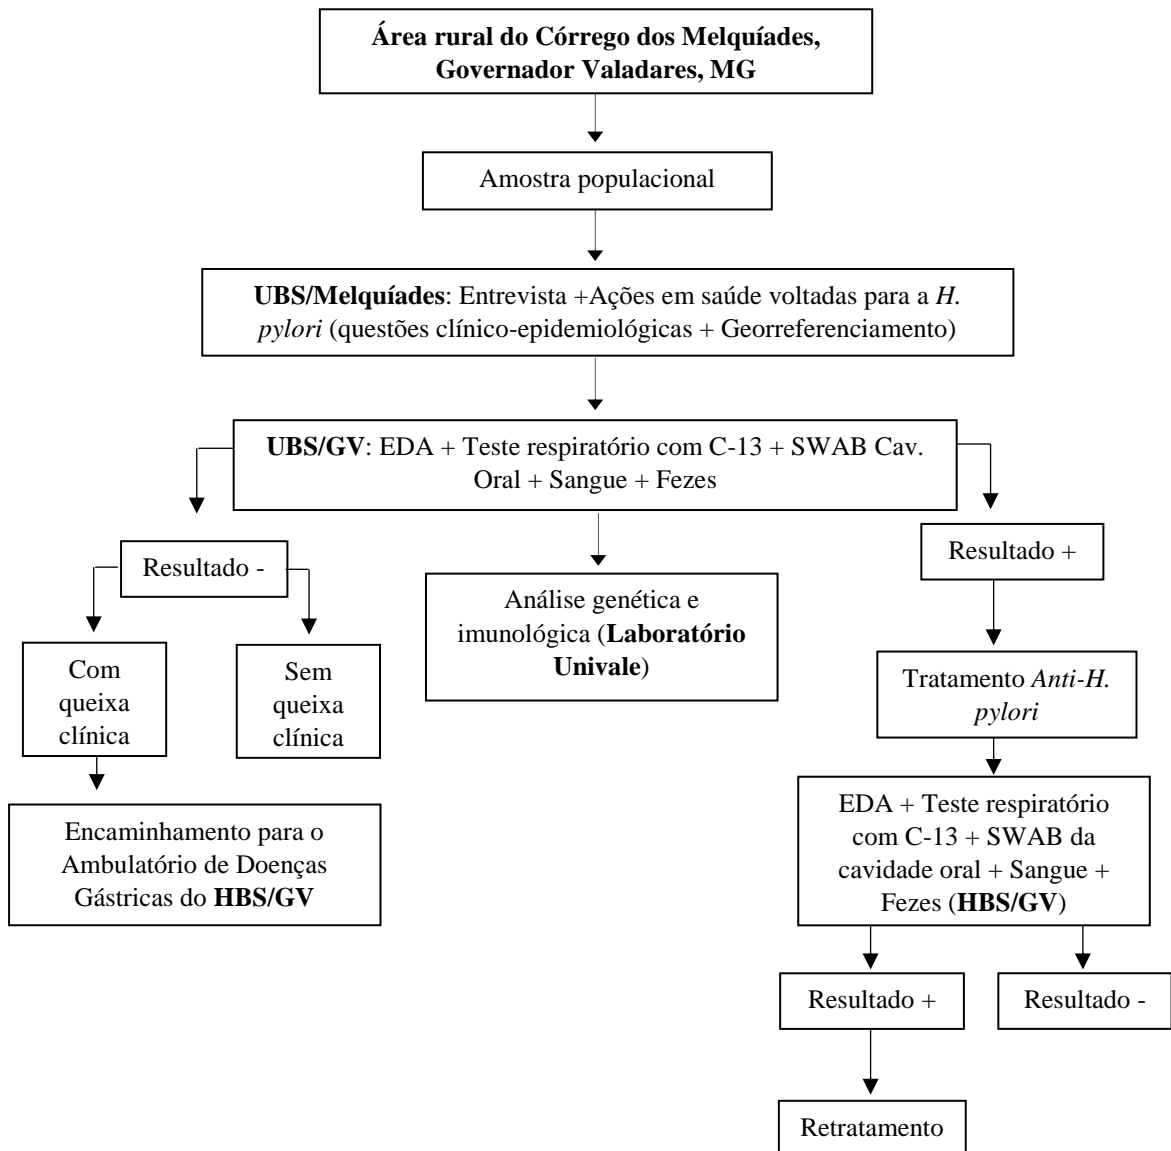 Área rural do Córrego dos Melquíades,
Governador Valadares, MG
Amostra populacional
UBS/Melquíades: Entrevista +Ações em saúde voltadas para a H.
pylori (questões clínico-epidemiológicas + Georreferenciamento)
UBS/GV: EDA + Teste respiratório com C-13 + SWAB Cav.
Oral + Sangue + Fezes
Resultado -
Com
queixa
clínica
Sem
queixa
clínica
Encaminhamento para o
Ambulatório de Doenças
Gástricas do HBS/GV
Análise genética e
imunológica (Laboratório
Univale)
Resultado +
Tratamento Anti-H.
pylori
EDA + Teste respiratório
com C-13 + SWAB da
cavidade oral + Sangue +
Fezes (HBS/GV)
Resultado +
Resultado -
Retratamento